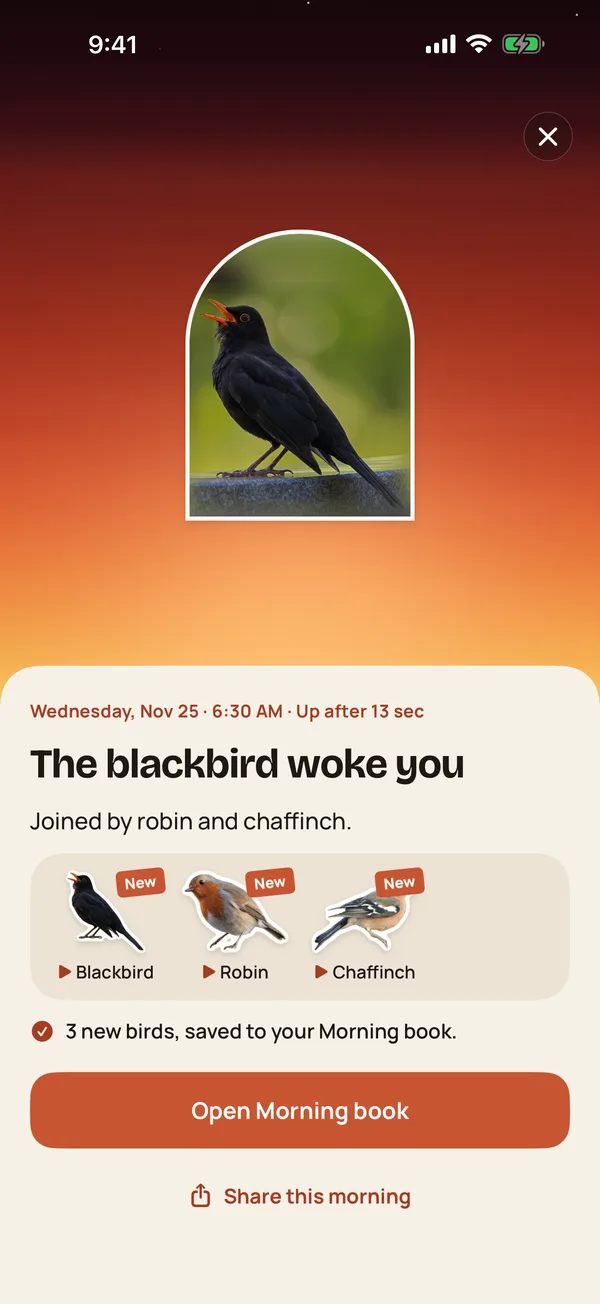 9:41
Wednesday, Nov 25 · 6:30 AM · Up after 13 sec
The blackbird woke you
Joined by robin and chaffinch.
New New New
Blackbird Robin Chaffinch
3 new birds, saved to your Morning book.
Open Morning book
Share this morning